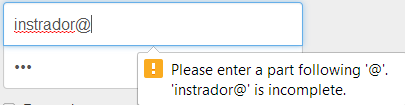 instrador@
•••
Please enter a part following '@'.
'instrador@' is incomplete.